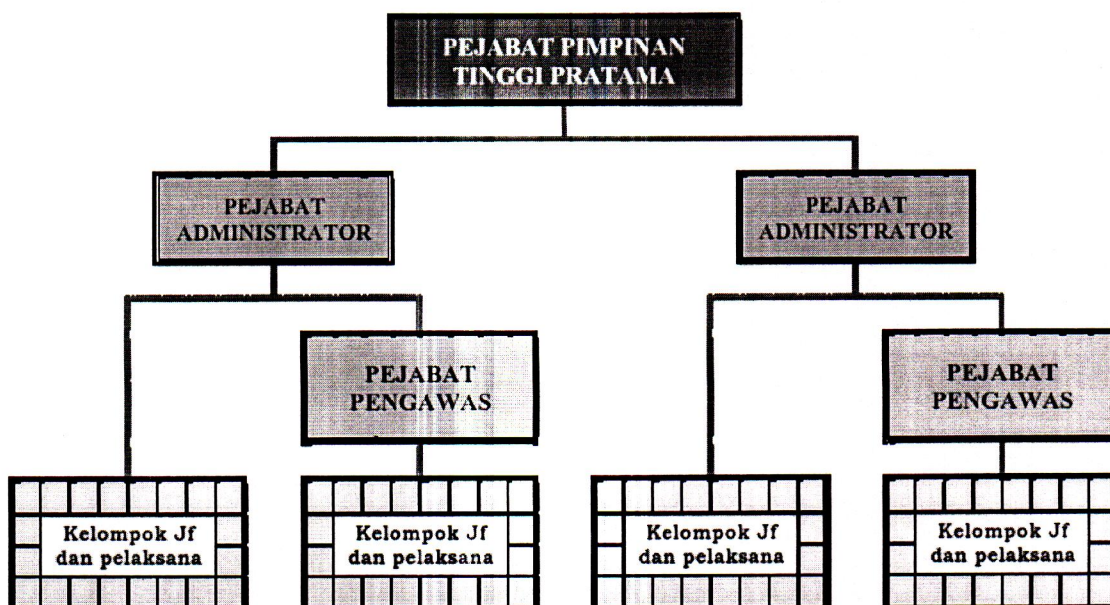 PEJABAT PIMPINAN
TINGGI PRATAMA
PEJABAT
ADMINISTRATOR
PEJABAT
ADMINISTRATOR
PEJABAT
PENGAWAS
PEJABAT
PENGAWAS
Kelompok Jf
dan pelaksana
Kelompok Jf
dan pelaksana
Kelompok Jf
dan pelaksana
Kelompok Jf
dan pelaksana